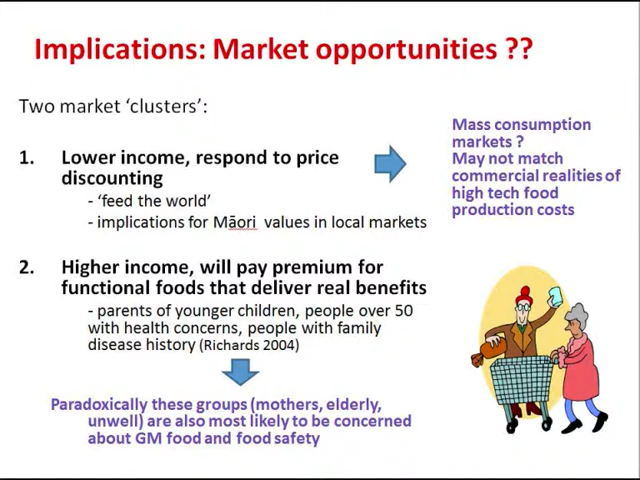 Implications: Market opportunities ??
Two market ‘clusters’:
1. Lower income, respond to price
discounting
- ‘feed the world’
- implications for Māori values in local markets
Mass consumption
markets ?
May not match
commercial realities of
high tech food
production costs
2. Higher income, will pay premium for
functional foods that deliver real benefits
- parents of younger children, people over 50
with health concerns, people with family
disease history (Richards 2004)
Paradoxically these groups (mothers, elderly,
unwell) are also most likely to be concerned
about GM food and food safety